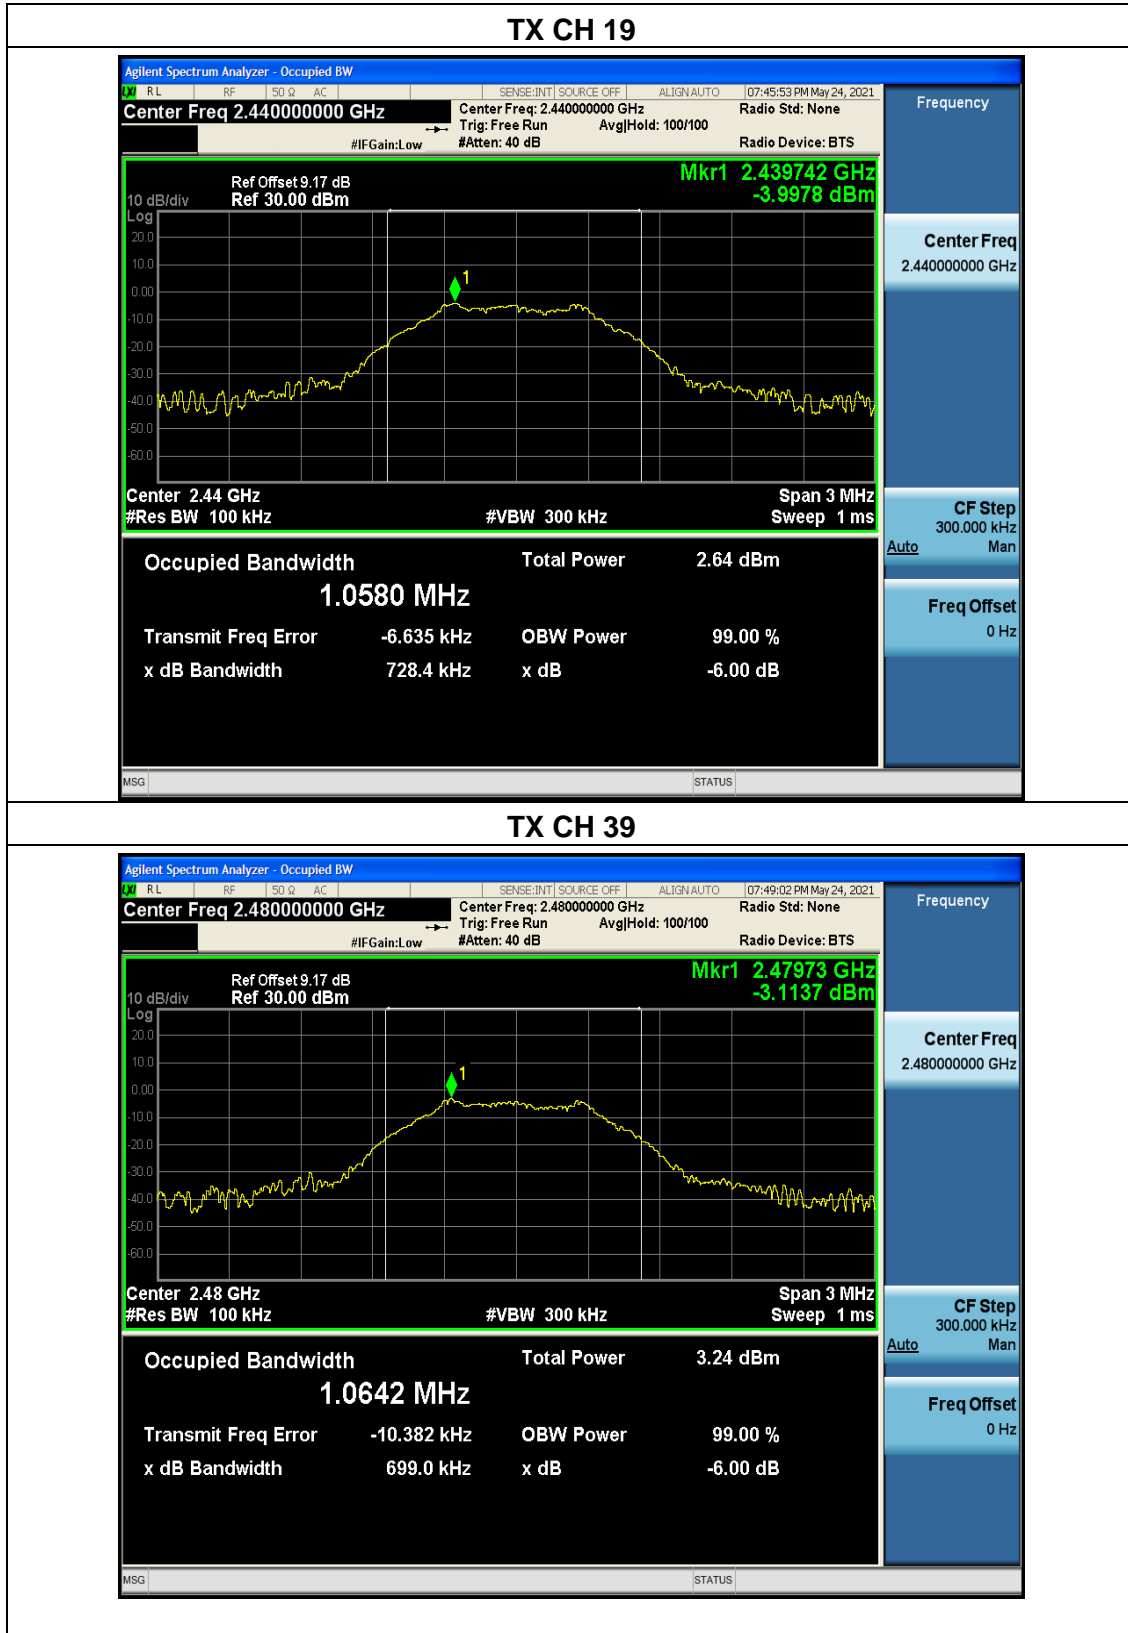 TX CH 19
Agilent Spectrum Analyzer - Occupied BW
LXI RL RF 50 Ω AC SENSE:INT SOURCE OFF ALIGN AUTO 07:45:53 PM May 24, 2021
Center Freq 2.440000000 GHz
Center Freq: 2.440000000 GHz Radio Std: None
Trig: Free Run Avg|Hold: 100/100
#IFGain:Low #Atten: 40 dB Radio Device: BTS
Frequency
Mkr1 2.439742 GHz
-3.9978 dBm
Ref Offset 9.17 dB
10 dB/div Ref 30.00 dBm
Log
20.0
10.0
0.00
-10.0
-20.0
-30.0
-40.0
-50.0
-60.0
1
Center 2.44 GHz Span 3 MHz
#Res BW 100 kHz #VBW 300 kHz Sweep 1 ms
Center Freq
2.440000000 GHz
CF Step
300.000 kHz
Auto Man
Freq Offset
0 Hz
Occupied Bandwidth Total Power 2.64 dBm
1.0580 MHz
Transmit Freq Error -6.635 kHz OBW Power 99.00 %
x dB Bandwidth 728.4 kHz x dB -6.00 dB
MSG STATUS
TX CH 39
Agilent Spectrum Analyzer - Occupied BW
LXI RL RF 50 Ω AC SENSE:INT SOURCE OFF ALIGN AUTO 07:49:02 PM May 24, 2021
Center Freq 2.480000000 GHz
Center Freq: 2.480000000 GHz Radio Std: None
Trig: Free Run Avg|Hold: 100/100
#IFGain:Low #Atten: 40 dB Radio Device: BTS
Frequency
Mkr1 2.47973 GHz
-3.1137 dBm
Ref Offset 9.17 dB
10 dB/div Ref 30.00 dBm
Log
20.0
10.0
0.00
-10.0
-20.0
-30.0
-40.0
-50.0
-60.0
1
Center 2.48 GHz Span 3 MHz
#Res BW 100 kHz #VBW 300 kHz Sweep 1 ms
Center Freq
2.480000000 GHz
CF Step
300.000 kHz
Auto Man
Freq Offset
0 Hz
Occupied Bandwidth Total Power 3.24 dBm
1.0642 MHz
Transmit Freq Error -10.382 kHz OBW Power 99.00 %
x dB Bandwidth 699.0 kHz x dB -6.00 dB
MSG STATUS